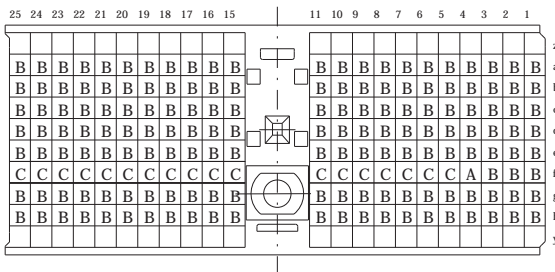 25 24 23 22 21 20 19 18 17 16 15 11 10 9 8 7 6 5 4 3 2 1
z
B B B B B B B B B B B B B B B B B B B B B B a
B B B B B B B B B B B B B B B B B B B B B B
B B B B B B B B B B B B B B B B B B B B B B
B B B B B B B B B B B B B B B B B B B B B B
B B B B B B B B B B B B B B B B B B B B B B
C C C C C C C C C C C C C C C C C C A B B B f
B B B B B B B B B B B B B B B B B B B B B B g
B B B B B B B B B B B B B B B B B B B B B B
y